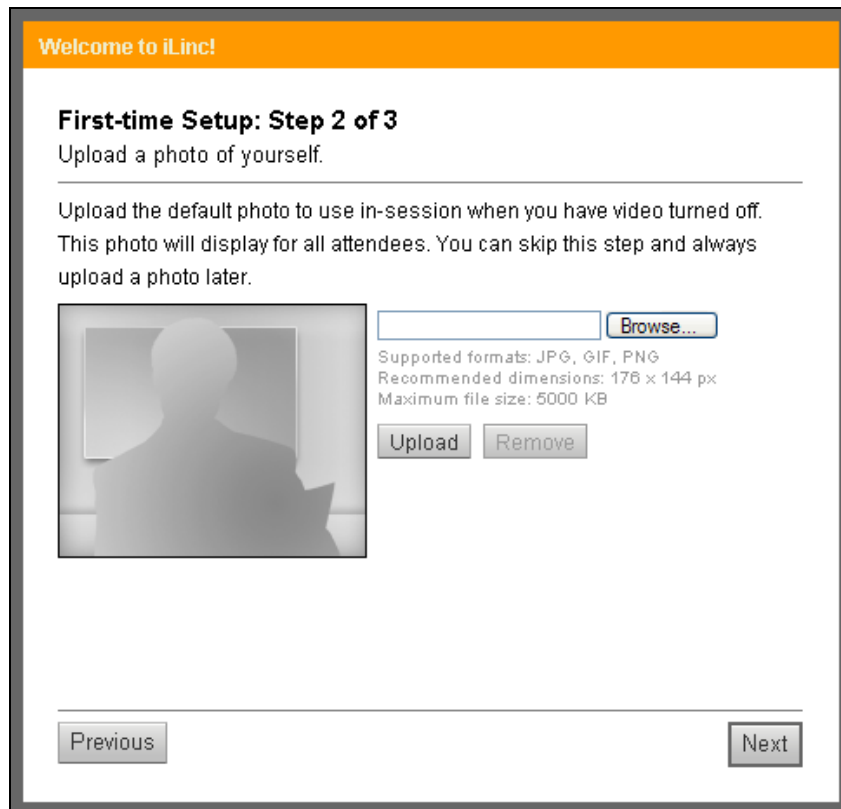 Welcome to iLinc!
First-time Setup: Step 2 of 3
Upload a photo of yourself.
Upload the default photo to use in-session when you have video turned off.
This photo will display for all attendees. You can skip this step and always
upload a photo later.
Browse...
Supported formats: JPG, GIF, PNG
Recommended dimensions: 176 x 144 px
Maximum file size: 5000 KB
Upload Remove
Previous Next